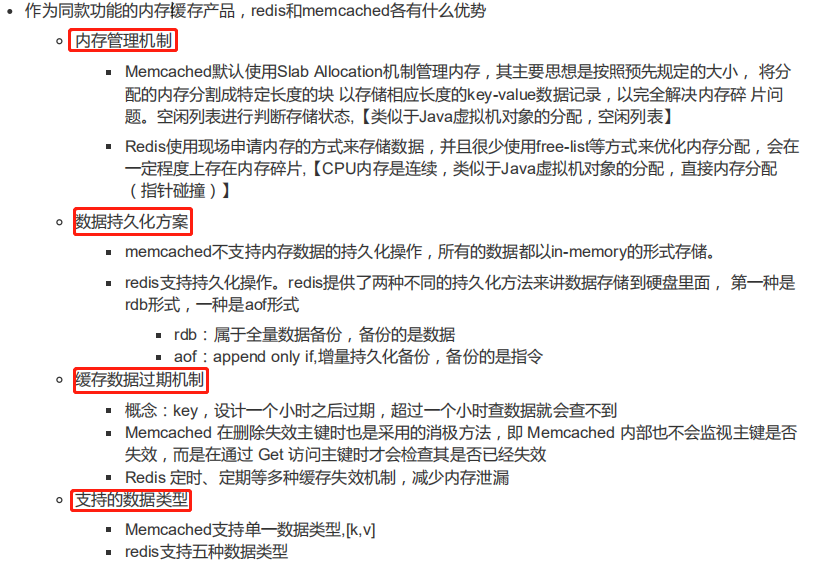 作为同款功能的内存缓存产品，redis和memcached各有什么优势
内存管理机制
Memcached默认使用Slab Allocation机制管理内存，其主要思想是按照预先规定的大小， 将分
配的内存分割成特定长度的块 以存储相应长度的key-value数据记录，以完全解决内存碎 片问
题。空闲列表进行判断存储状态,【类似于Java虚拟机对象的分配，空闲列表】
Redis使用现场申请内存的方式来存储数据，并且很少使用free-list等方式来优化内存分配，会在
一定程度上存在内存碎片,【CPU内存是连续，类似于Java虚拟机对象的分配，直接内存分配
（指针碰撞）】
数据持久化方案
memcached不支持内存数据的持久化操作，所有的数据都以in-memory的形式存储。
redis支持持久化操作。redis提供了两种不同的持久化方法来讲数据存储到硬盘里面， 第一种是
rdb形式，一种是aof形式
rdb：属于全量数据备份，备份的是数据
aof：append only if,增量持久化备份，备份的是指令
缓存数据过期机制
概念：key，设计一个小时之后过期，超过一个小时查数据就会查不到
Memcached 在删除失效主键时也是采用的消极方法，即 Memcached 内部也不会监视主键是否
失效，而是在通过 Get 访问主键时才会检查其是否已经失效
Redis 定时、定期等多种缓存失效机制，减少内存泄漏
支持的数据类型
Memcached支持单一数据类型,[k,v]
redis支持五种数据类型